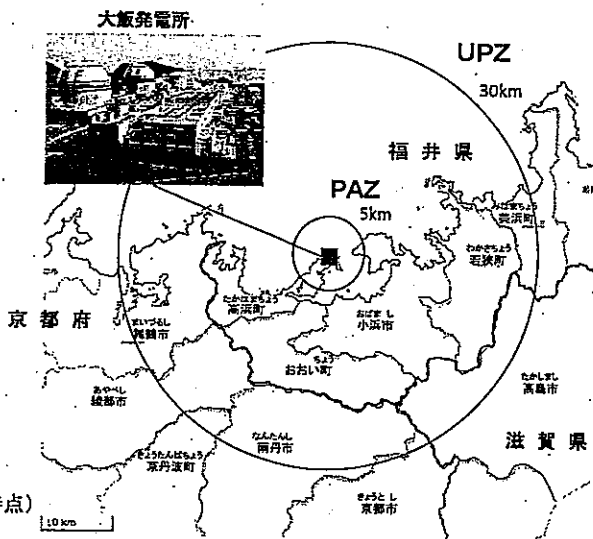 大飯発電所
UPZ
30km
福井県
PAZ
5km
みはまちょう
美浜町
わかさちょう
若狭町
たかはまちょう
高浜町
おばまし
小浜市
京都府
まいづるし
舞鶴市
ちょう
おおい町
あやべし
綾部市
たかしまし
高島市
きょうたんばちょう
京丹波町
なんたんし
南丹市
滋賀県
きょうとし
京都市
点)
10km